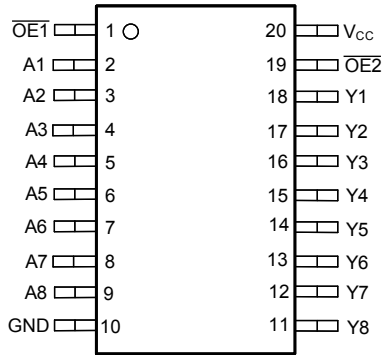 OE1 1 20 VCC
A1 2 19 OE2
A2 3 18 Y1
A3 4 17 Y2
A4 5 16 Y3
A5 6 15 Y4
A6 7 14 Y5
A7 8 13 Y6
A8 9 12 Y7
GND 10 11 Y8